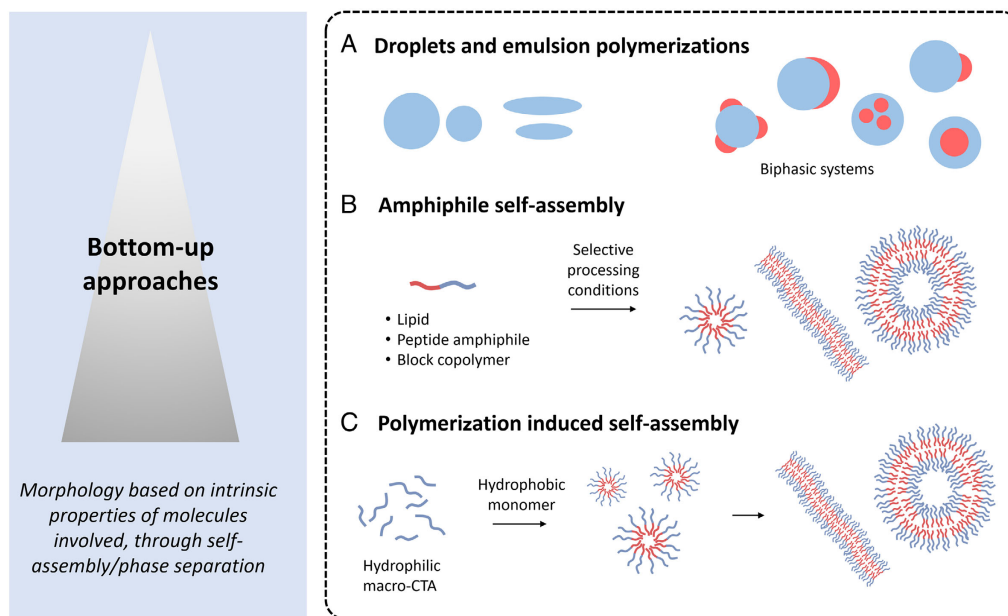 Bottom-up
approaches
Morphology based on intrinsic
properties of molecules
involved, through self-
assembly/phase separation
A Droplets and emulsion polymerizations
Biphasic systems
B Amphiphile self-assembly
• Lipid
• Peptide amphiphile
• Block copolymer
Selective
processing
conditions
C Polymerization induced self-assembly
Hydrophilic
macro-CTA
Hydrophobic
monomer